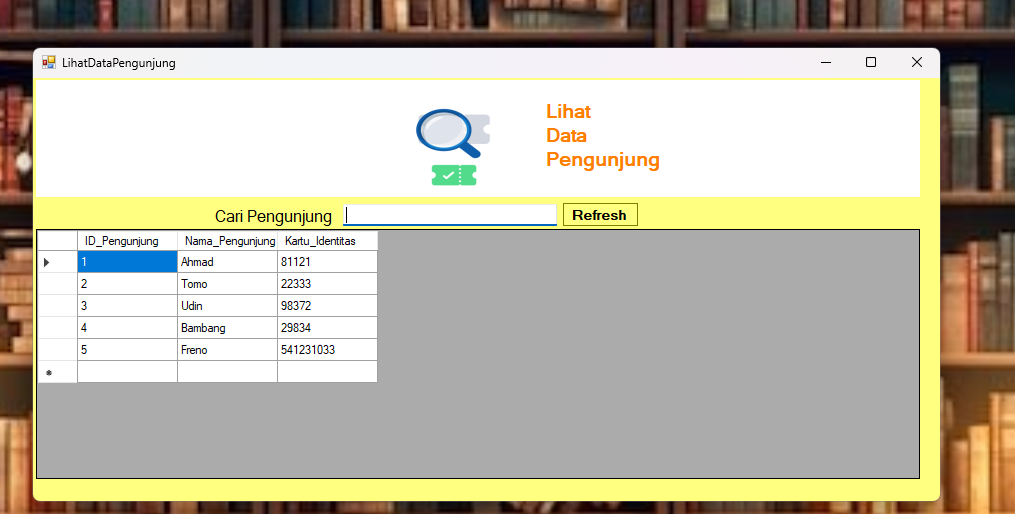 LihatDataPengunjung
Lihat
Data
Pengunjung
Cari Pengunjung Refresh
ID_Pengunjung Nama_Pengunjung Kartu_Identitas
1 Ahmad 81121
2 Tomo 22333
3 Udin 98372
4 Bambang 29834
5 Freno 541231033